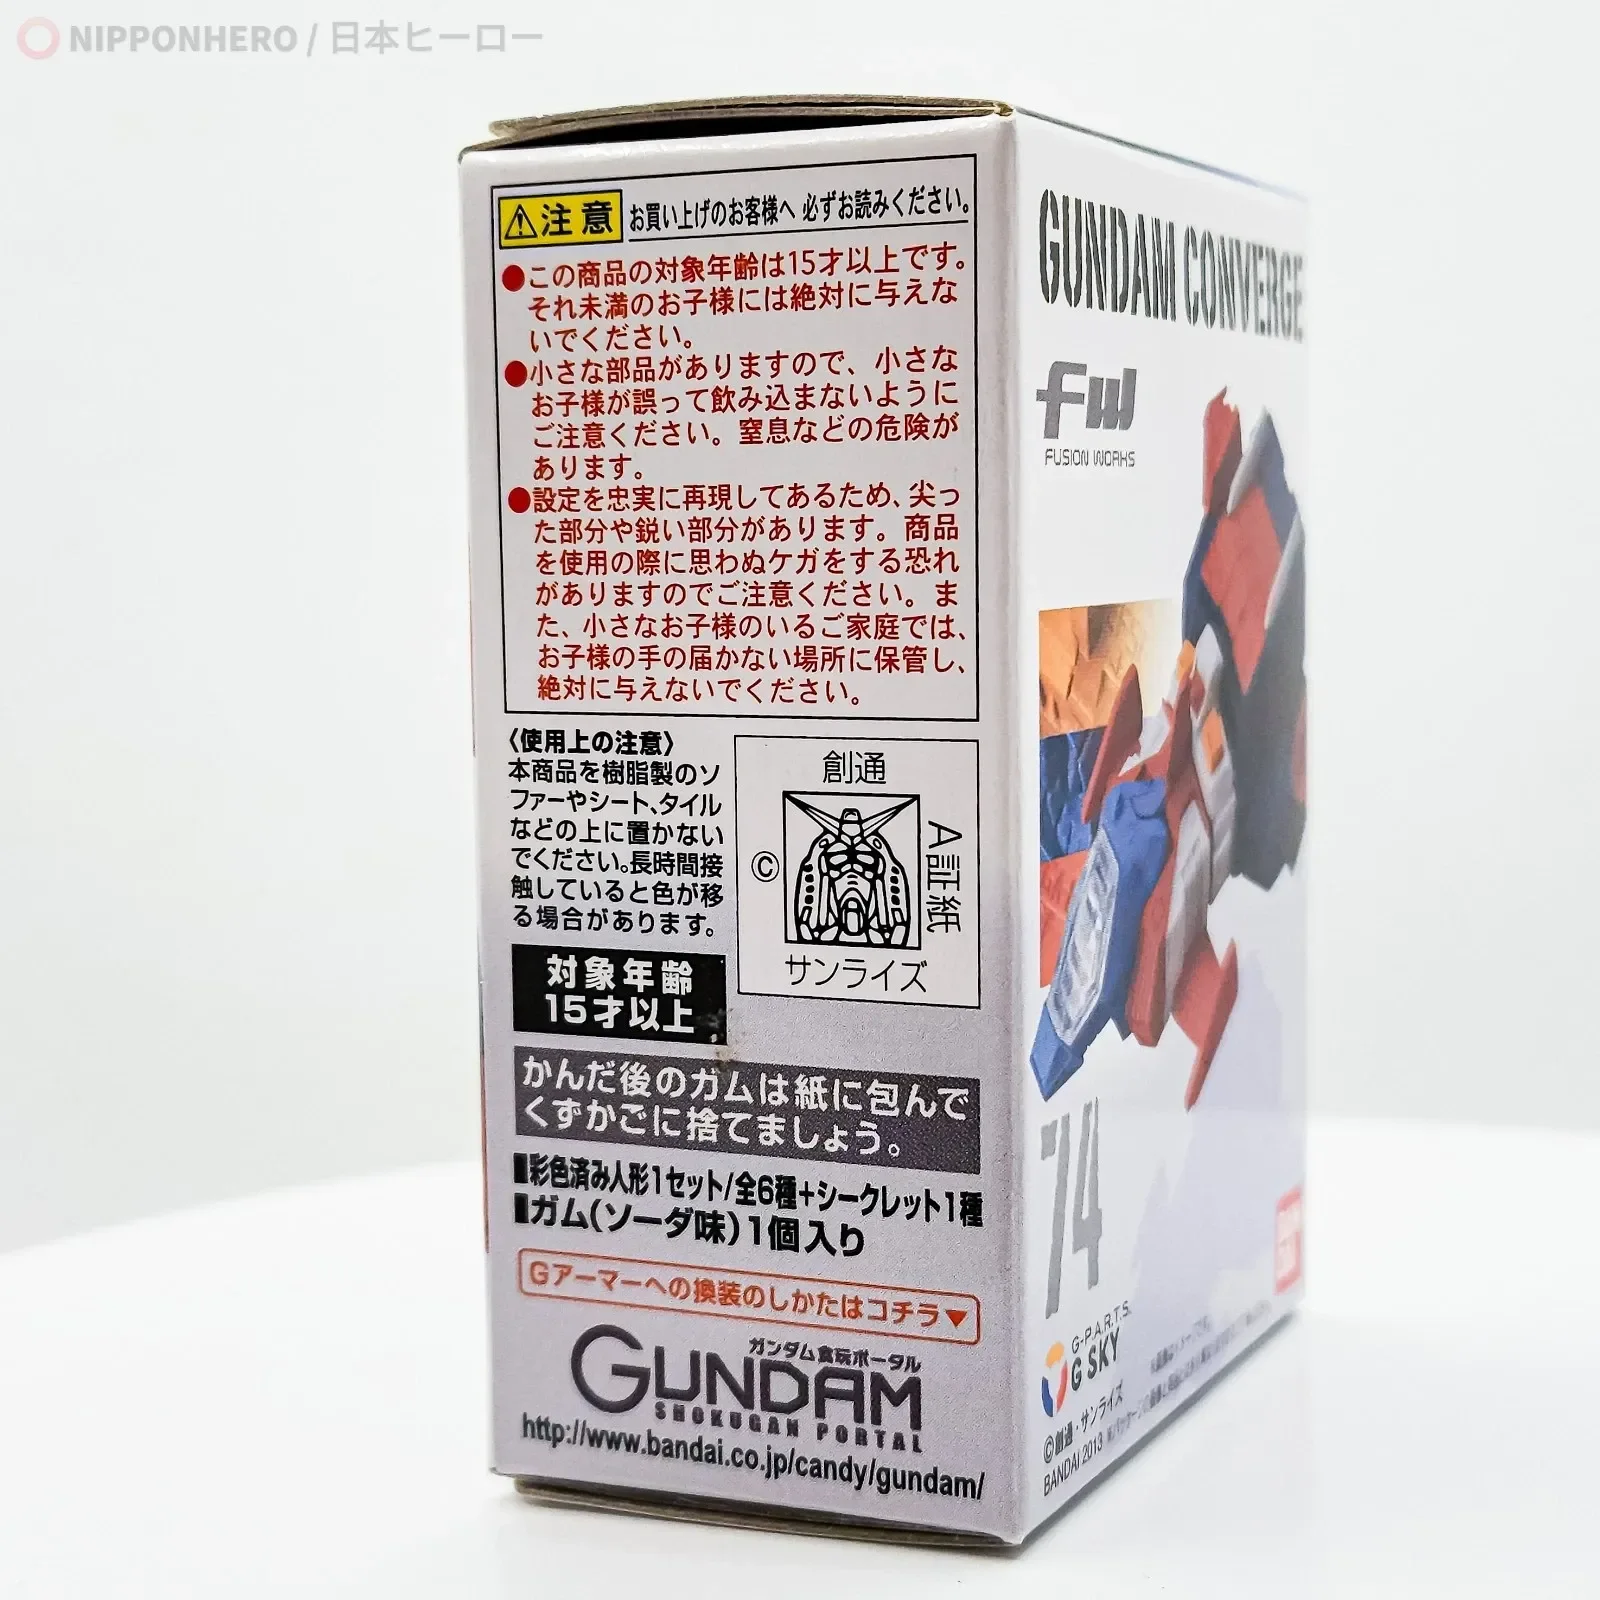 NIPPONHERO / 日本ヒーロー
注意 お買い上げのお客様へ 必ずお読みください。
●この商品の対象年齢は15才以上です。
それ未満のお子様には絶対に与えな
いでください。
●小さな部品がありますので、小さな
お子様が誤って飲み込まないように
ご注意ください。窒息などの危険が
あります。
●設定を忠実に再現してあるため、尖っ
た部分や鋭い部分があります。商品
を使用の際に思わぬケガをする恐れ
がありますのでご注意ください。ま
た、小さなお子様のいるご家庭では、
お子様の手の届かない場所に保管し、
絶対に与えないでください。
〈使用上の注意〉
本商品を樹脂製のソ
ファーやシート、タイル
などの上に置かない
でください。長時間接
触していると色が移
る場合があります。
創通
©
A証紙
サンライズ
対象年齢
15才以上
かんだ後のガムは紙に包んで
くずかごに捨てましょう。
■彩色済み人形1セット/全6種+シークレット1種
■ガム(ソーダ味)1個入り
Gアーマーへの換装のしかたはコチラ▼
ガンダム食玩ポータル
GUNDAM
SHOKUGAN PORTAL
http://www.bandai.co.jp/candy/gundam/
GUNDAM CONVERGE
fw
FUSION WORKS
74
G-P.A.R.T.S.
G SKY
©創通・サンライズ
BANDAI 2013